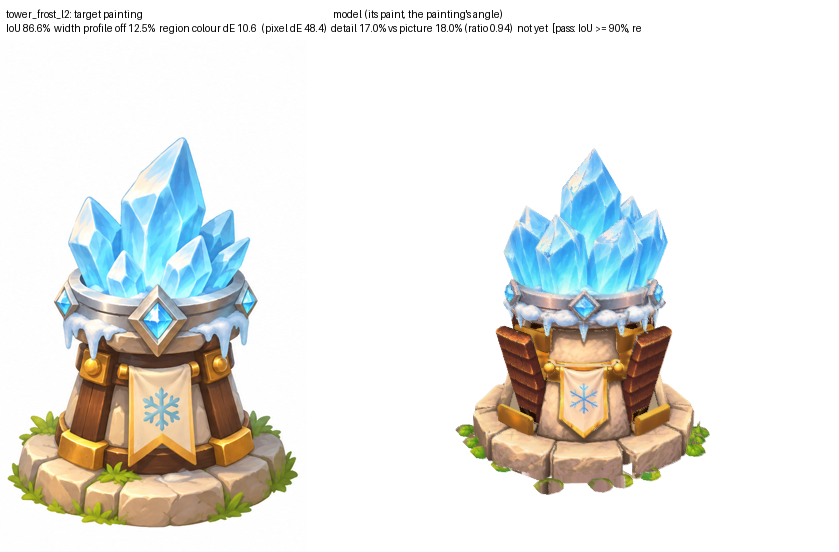 tower_frost_l2: target painting
model (its paint, the painting's angle)
IoU 86.6% width profile off 12.5% region colour dE 10.6 (pixel dE 48.4) detail 17.0% vs picture 18.0% (ratio 0.94) not yet [pass: IoU >= 90%, re